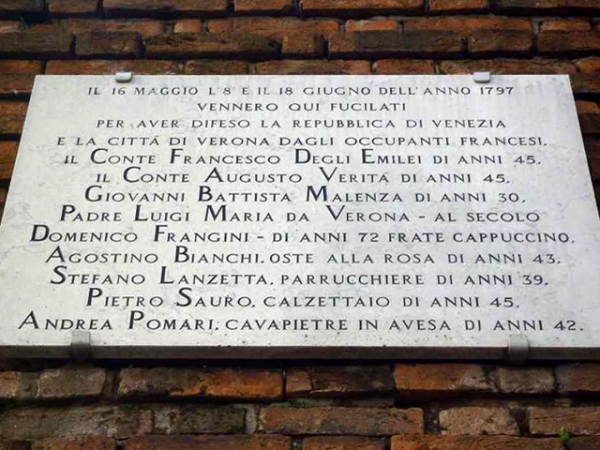 IL 16 MAGGIO L'8 E IL 18 GIUGNO DELL'ANNO 1797
VENNERO QUI FUCILATI
PER AVER DIFESO LA REPUBBLICA DI VENEZIA
E LA CITTÁ DI VERONA DAGLI OCCUPANTI FRANCESI.
IL CONTE FRANCESCO DEGLI EMILEI DI ANNI 45.
IL CONTE AUGUSTO VERITÁ DI ANNI 45.
GIOVANNI BATTISTA MALENZA DI ANNI 30.
PADRE LUIGI MARIA DA VERONA - AL SECOLO
DOMENICO FRANGINI - DI ANNI 72 FRATE CAPPUCCINO.
AGOSTINO BIANCHI, OSTE ALLA ROSA DI ANNI 43.
STEFANO LANZETTA, PARRUCCHIERE DI ANNI 39.
PIETRO SAURO, CALZETTAIO DI ANNI 45.
ANDREA POMARI, CAVAPIETRE IN AVESA DI ANNI 42.